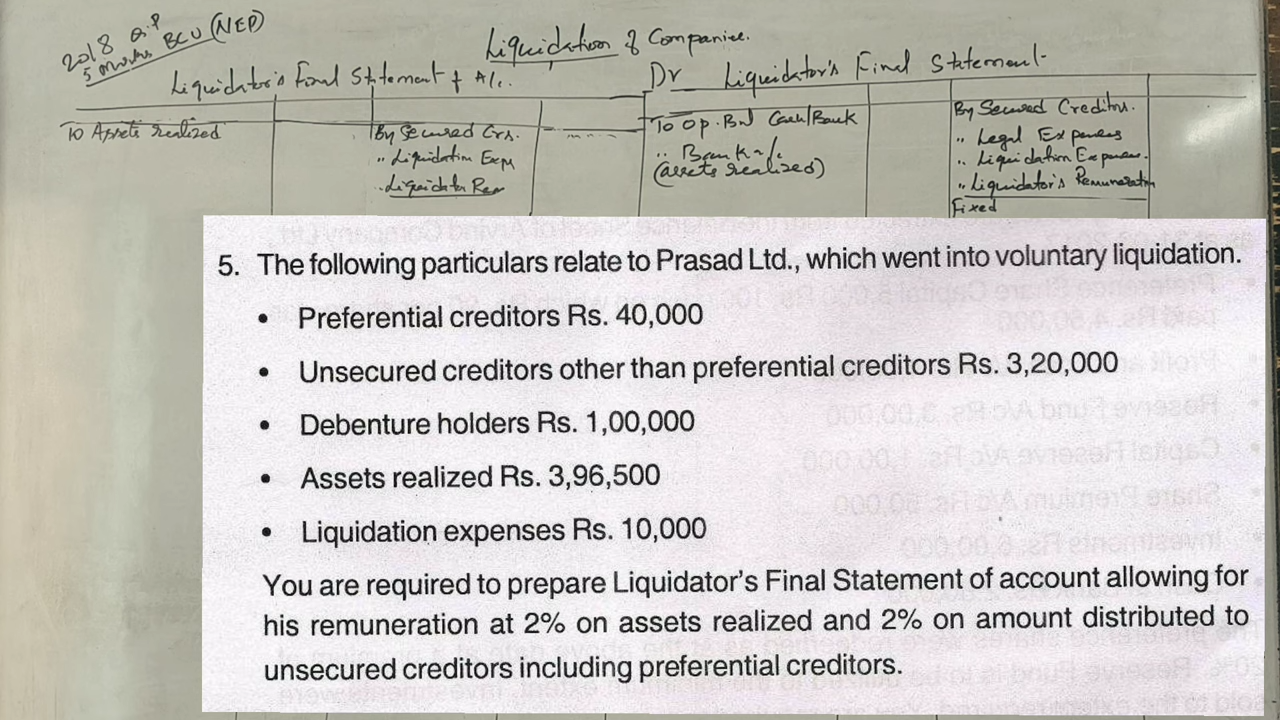 2018 Q.P
5 marks BCU (NEP)
Liquidation of Companies.
Liquidator's Final Statement of A/c.
To Assets realized
By Secured Crs.
" Liquidation Expn
" Liquidator Rem
Dr Liquidator's Final Statement
To Op. Bal Cash/Bank
" Bank a/c
(assets realized)
By Secured Creditors.
" Legal Expenses
" Liquidation Expenses.
" Liquidator's Remuneration
Fixed
5. The following particulars relate to Prasad Ltd., which went into voluntary liquidation.
• Preferential creditors Rs. 40,000
• Unsecured creditors other than preferential creditors Rs. 3,20,000
• Debenture holders Rs. 1,00,000
• Assets realized Rs. 3,96,500
• Liquidation expenses Rs. 10,000
You are required to prepare Liquidator's Final Statement of account allowing for
his remuneration at 2% on assets realized and 2% on amount distributed to
unsecured creditors including preferential creditors.